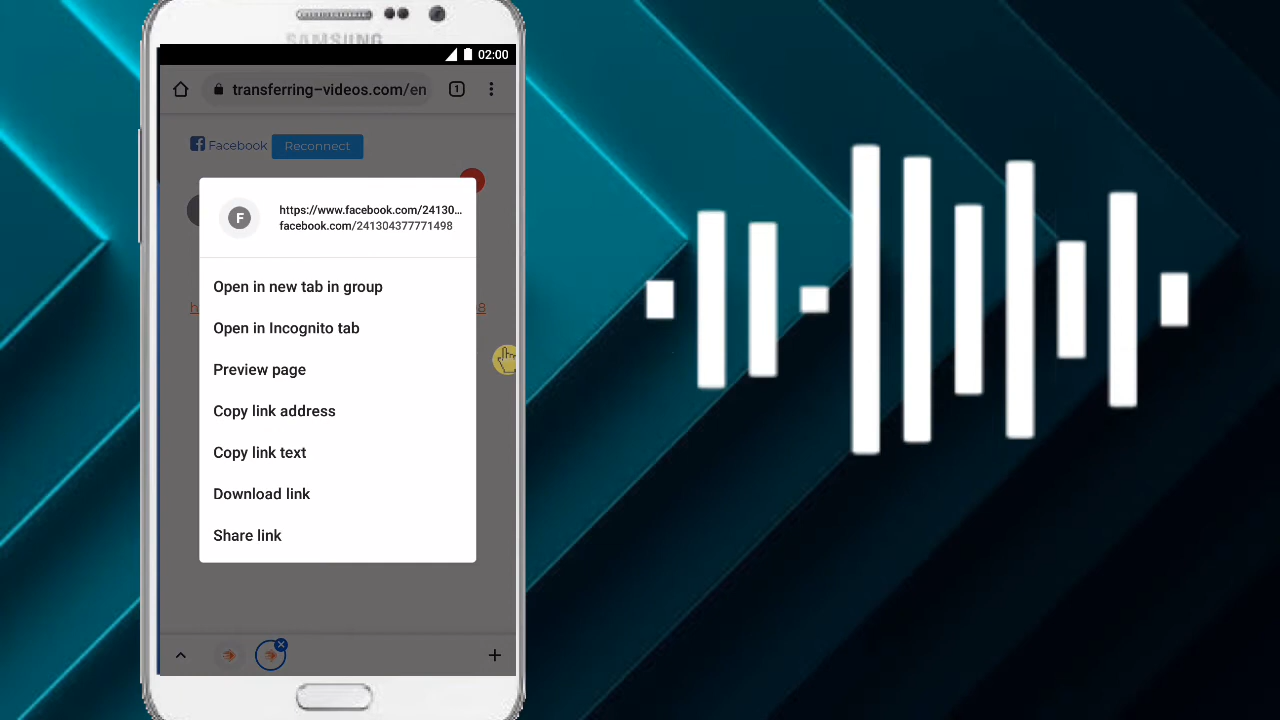 SAMSUNG
02:00
transferring-videos.com/en
1
Facebook
Reconnect
F
https://www.facebook.com/24130...
facebook.com/241304377771498
Open in new tab in group
h
8
Open in Incognito tab
Preview page
Copy link address
Copy link text
Download link
Share link